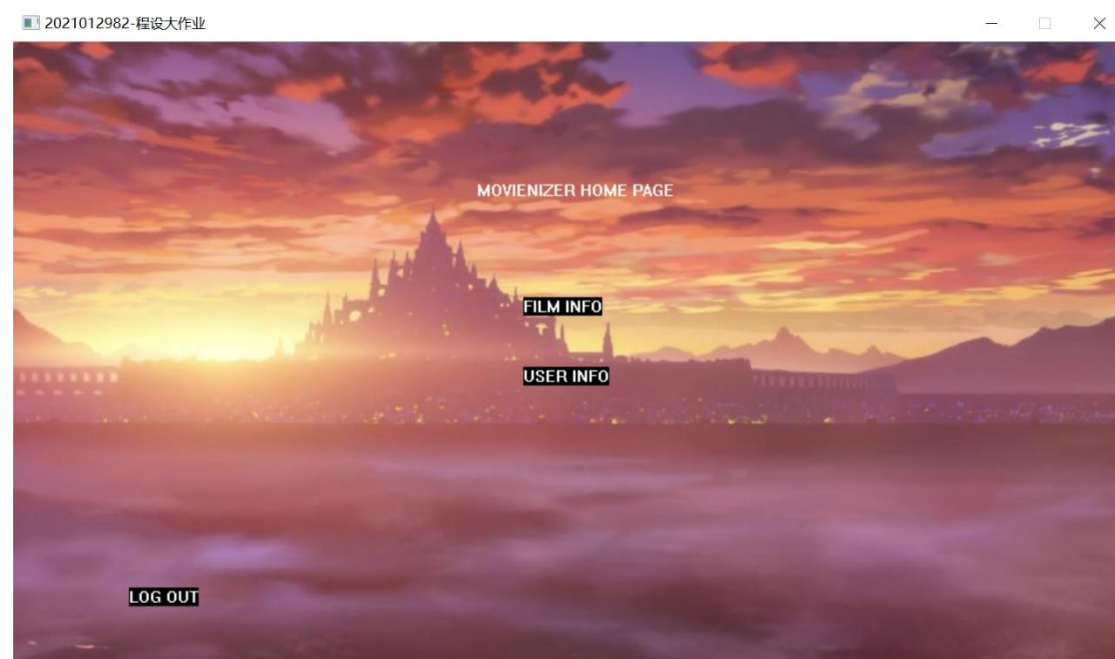 2021012982-程设大作业
MOVIENIZER HOME PAGE
FILM INFO
USER INFO
LOG OUT